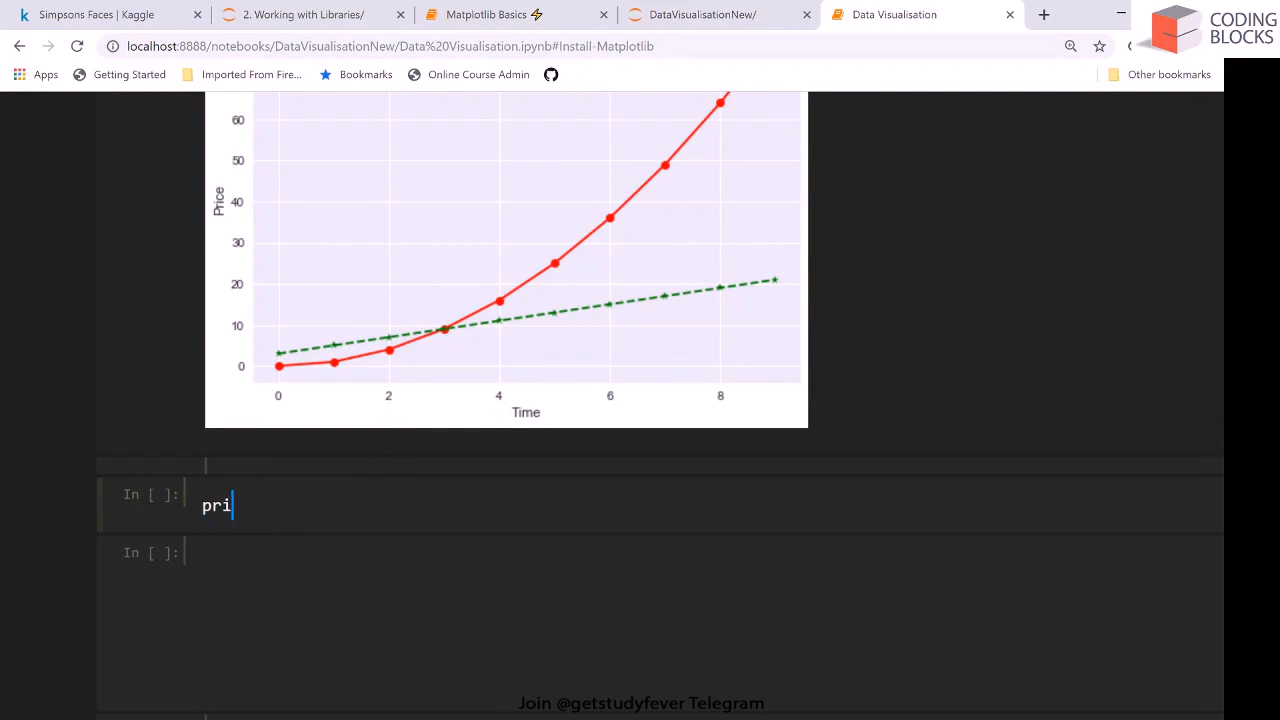 Simpsons Faces | Kaggle
2. Working with Libraries/
Matplotlib Basics ⚡
DataVisualisationNew/
Data Visualisation
CODING
BLOCKS
localhost:8888/notebooks/DataVisualisationNew/Data%20Visualisation.ipynb#Install-Matplotlib
Apps
Getting Started
Imported From Fire...
Bookmarks
Online Course Admin
Other bookmarks
60
50
40
30
20
10
0
Price
0 2 4 6 8
Time
In [ ]:
pri
In [ ]:
Join @getstudyfever Telegram